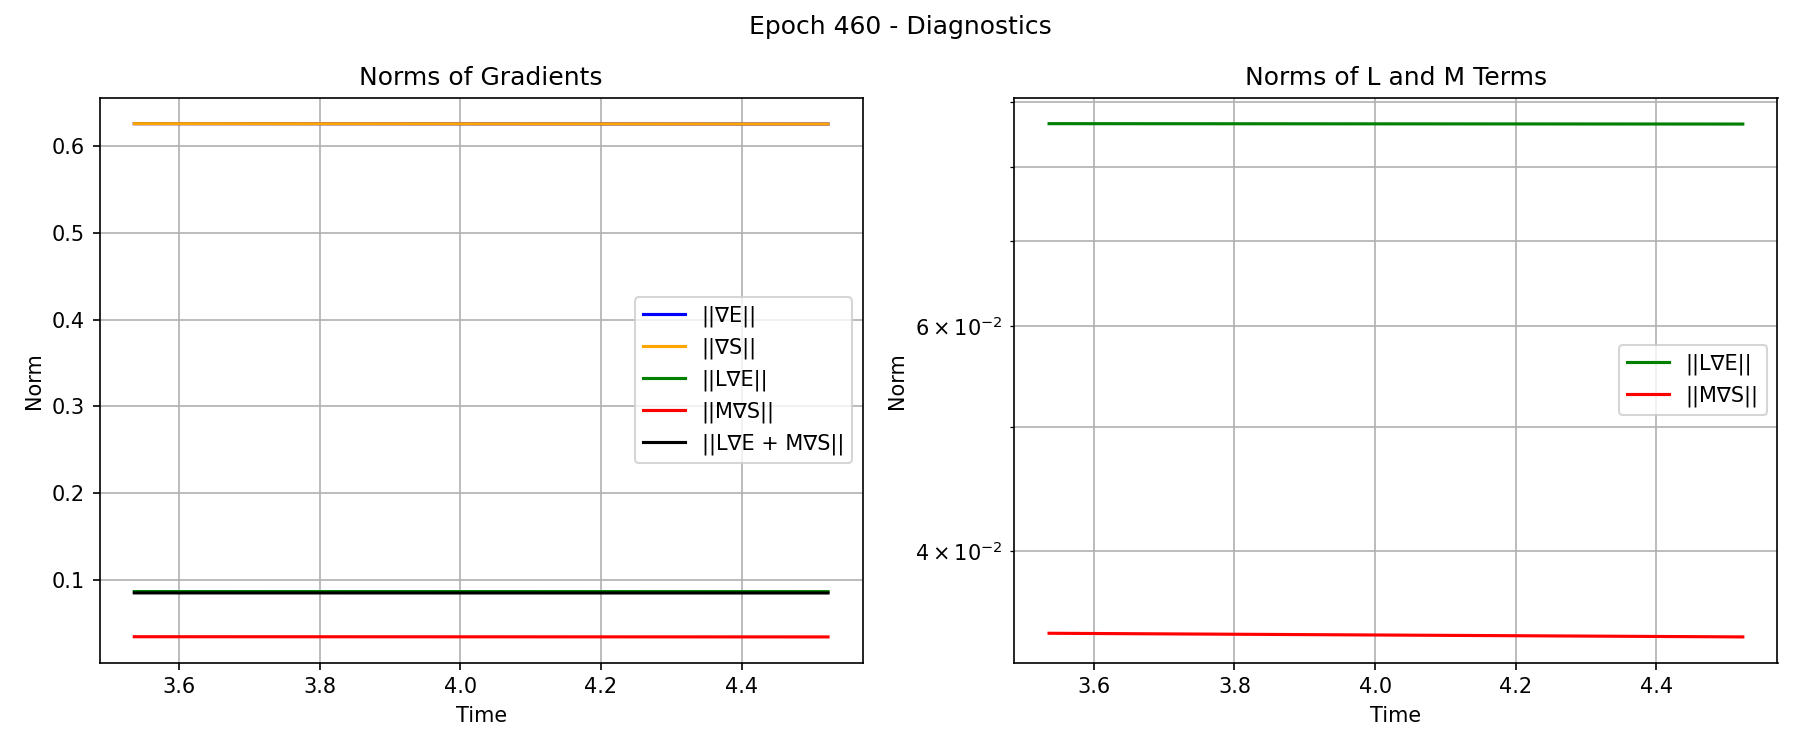 Epoch 460 - Diagnostics
Norms of Gradients
Norm
0.6
0.5
0.4
0.3
0.2
0.1
||∇E||
||∇S||
||L∇E||
||M∇S||
||L∇E + M∇S||
3.6 3.8 4.0 4.2 4.4
Time
Norms of L and M Terms
Norm
6 × 10⁻²
4 × 10⁻²
||L∇E||
||M∇S||
3.6 3.8 4.0 4.2 4.4
Time